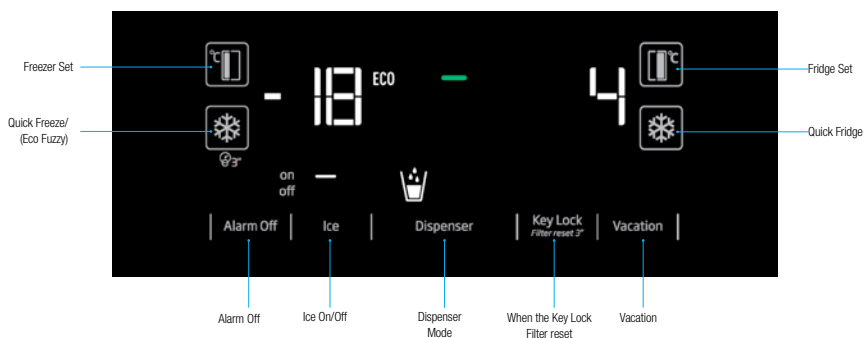 Freezer Set
Quick Freeze/
(Eco Fuzzy)
°C
- 18 ECO
4
°C
Fridge Set
Quick Fridge
3"
on
off
Alarm Off
Ice
Dispenser
Key Lock
Filter reset 3"
Vacation
Alarm Off
Ice On/Off
Dispenser
Mode
When the Key Lock
Filter reset
Vacation